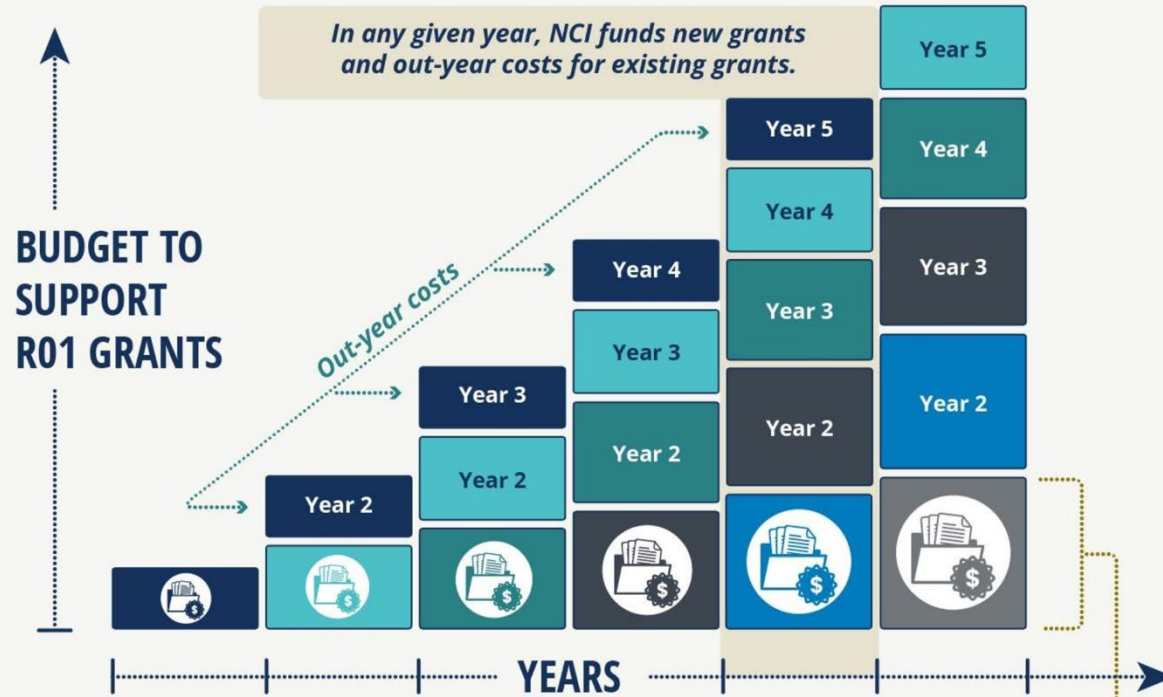 In any given year, NCI funds new grants
and out-year costs for existing grants.
BUDGET TO
SUPPORT
R01 GRANTS
Out-year costs
Year 2
Year 3
Year 2
Year 4
Year 3
Year 2
Year 5
Year 4
Year 3
Year 2
Year 5
Year 4
Year 3
Year 2
$
$
$
$
$
$
YEARS